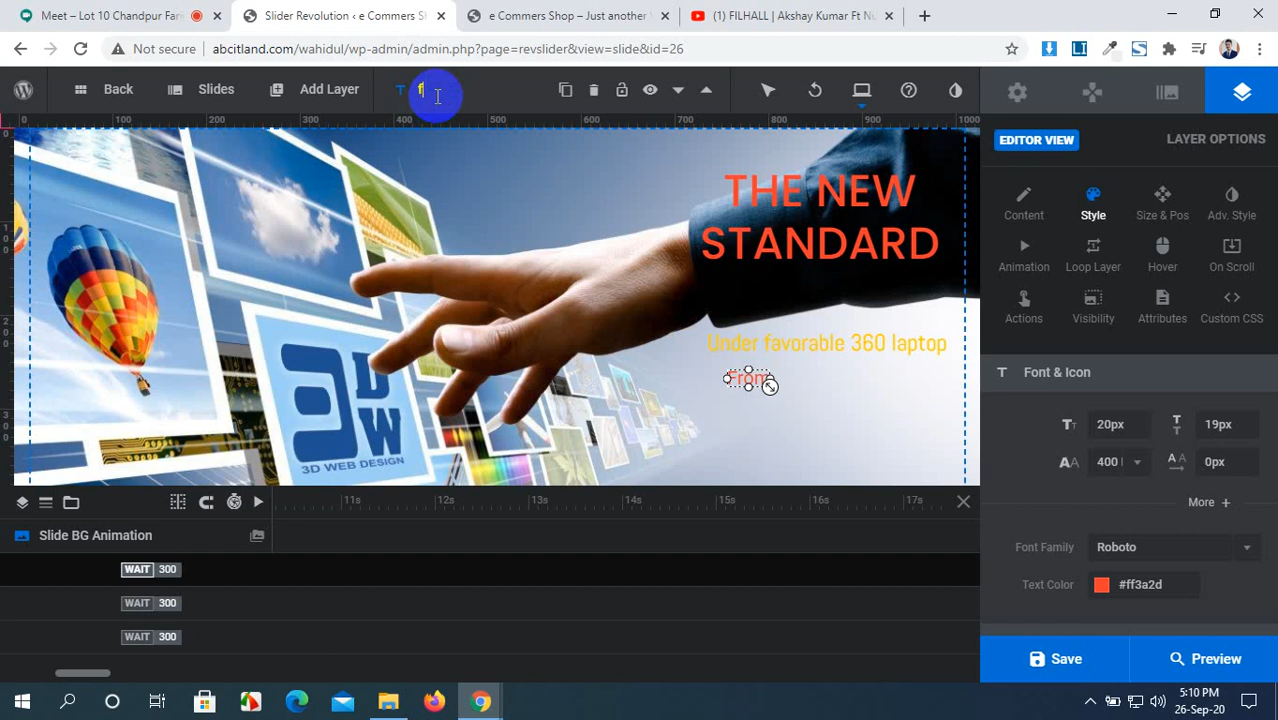 Meet – Lot 10 Chandpur Fari
Slider Revolution ‹ e Commers Sh
e Commers Shop – Just another W
(1) FILHALL | Akshay Kumar Ft Nu
Not secure
abcitland.com/wahidul/wp-admin/admin.php?page=revslider&view=slide&id=26
Back
Slides
Add Layer
f
0 100 200 300 400 500 600 700 800 900 1000
THE NEW
STANDARD
Under favorable 360 laptop
From
3D W
3D WEB DESIGN
EDITOR VIEW
LAYER OPTIONS
Content
Style
Size & Pos
Adv. Style
Animation
Loop Layer
Hover
On Scroll
Actions
Visibility
Attributes
Custom CSS
Font & Icon
20px
19px
400
0px
More +
Font Family
Roboto
Text Color
#ff3a2d
Save
Preview
11s 12s 13s 14s 15s 16s 17s
Slide BG Animation
WAIT 300
WAIT 300
WAIT 300
5:10 PM
26-Sep-20